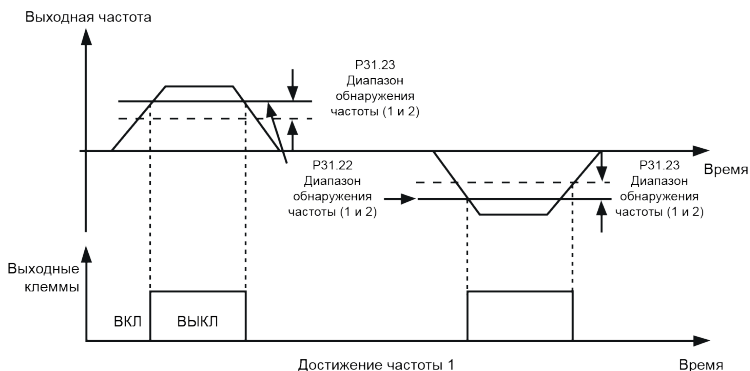 Выходная частота
P31.23
Диапазон
обнаружения
частоты (1 и 2)
P31.22
Диапазон
обнаружения
частоты (1 и 2)
P31.23
Диапазон
обнаружения
частоты (1 и 2)
Время
Выходные
клеммы
ВКЛ
ВЫКЛ
Достижение частоты 1
Время